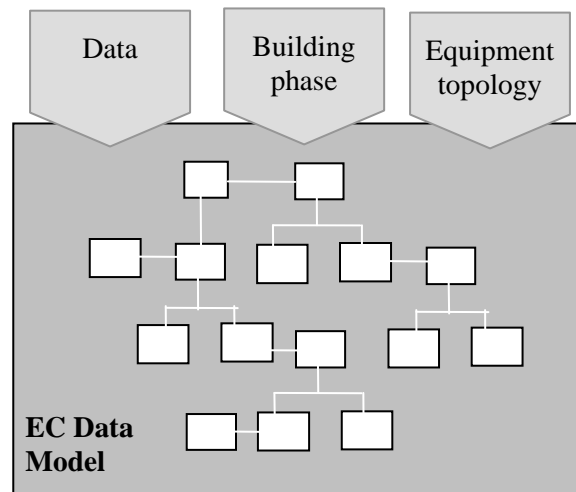 Data
Building
phase
Equipment
topology
EC Data
Model